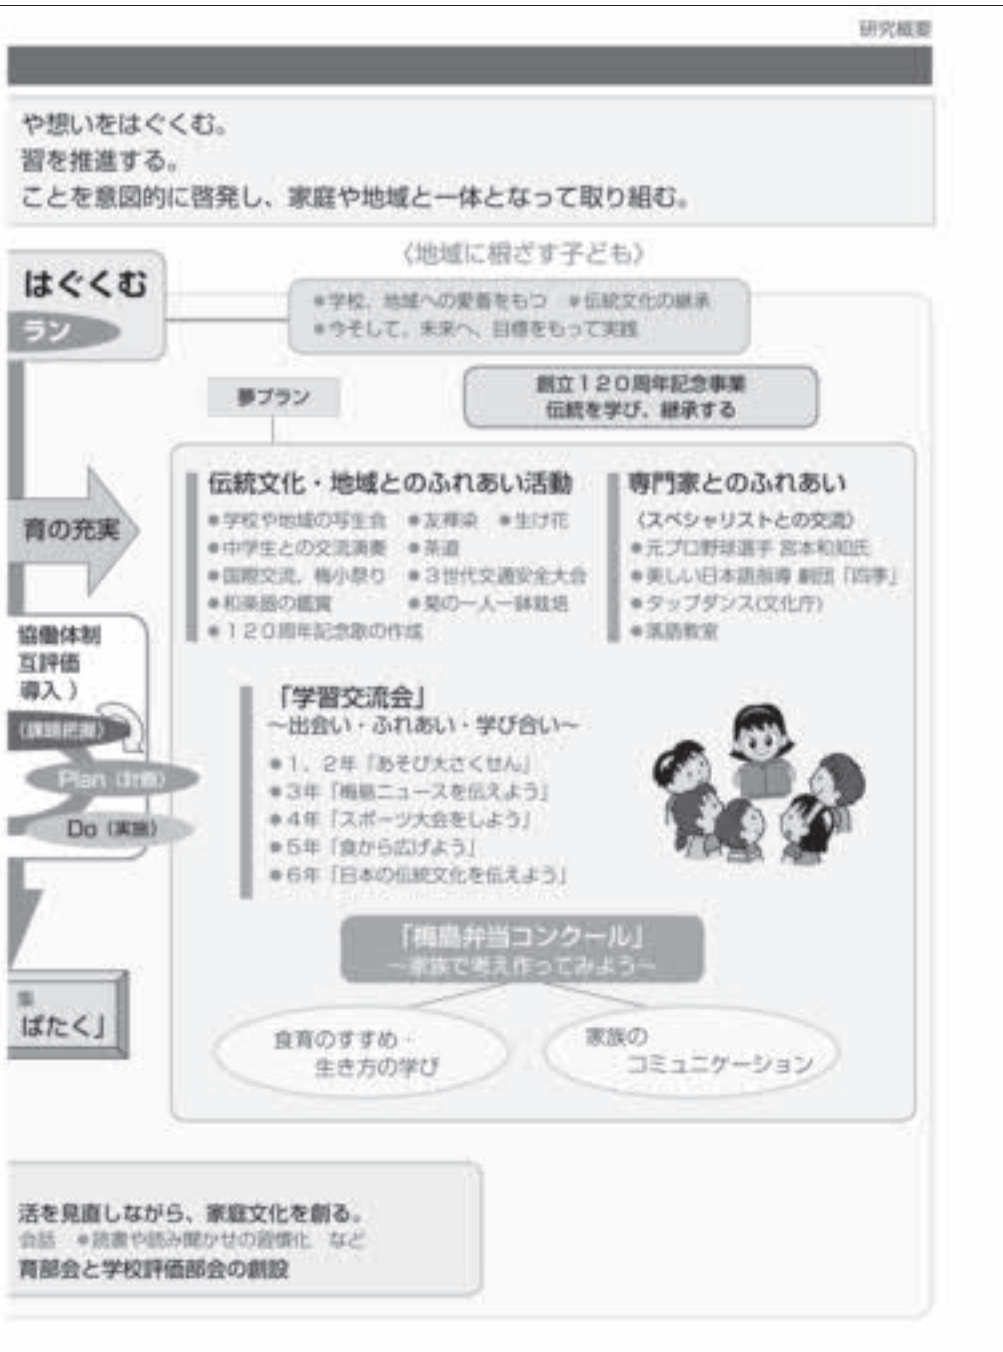 研究概要
や想いをはぐくむ。
習を推進する。
ことを意図的に啓発し、家庭や地域と一体となって取り組む。
〈地域に根ざす子ども〉
はぐくむ
ラン
●学校、地域への愛着をもつ　●伝統文化の継承
●今そして、未来へ、目標をもって実践
夢プラン
創立１２０周年記念事業
伝統を学び、継承する
育の充実
伝統文化・地域とのふれあい活動
●学校や地域の写生会　●友禅染　●生け花
●中学生との交流演奏　●茶道
●国際交流、梅小祭り　●３世代交通安全大会
●和楽器の鑑賞　●菊の一人一鉢栽培
●１２０周年記念歌の作成
専門家とのふれあい
〈スペシャリストとの交流〉
●元プロ野球選手 宮本和知氏
●美しい日本語指導 劇団「四季」
●タップダンス(文化庁)
●落語教室
協働体制
互評価
導入 ）
(課題把握)
Plan (計画)
Do (実施)
「学習交流会」
～出会い・ふれあい・学び合い～
●１、２年「あそび大さくせん」
●３年「梅島ニュースを伝えよう」
●４年「スポーツ大会をしよう」
●５年「食から広げよう」
●６年「日本の伝統文化を伝えよう」
「梅島弁当コンクール」
～家族で考え作ってみよう～
ばたく」
食育のすすめ・
生き方の学び
家族の
コミュニケーション
活を見直しながら、家庭文化を創る。
会話　●読書や読み聞かせの習慣化　など
育部会と学校評価部会の創設